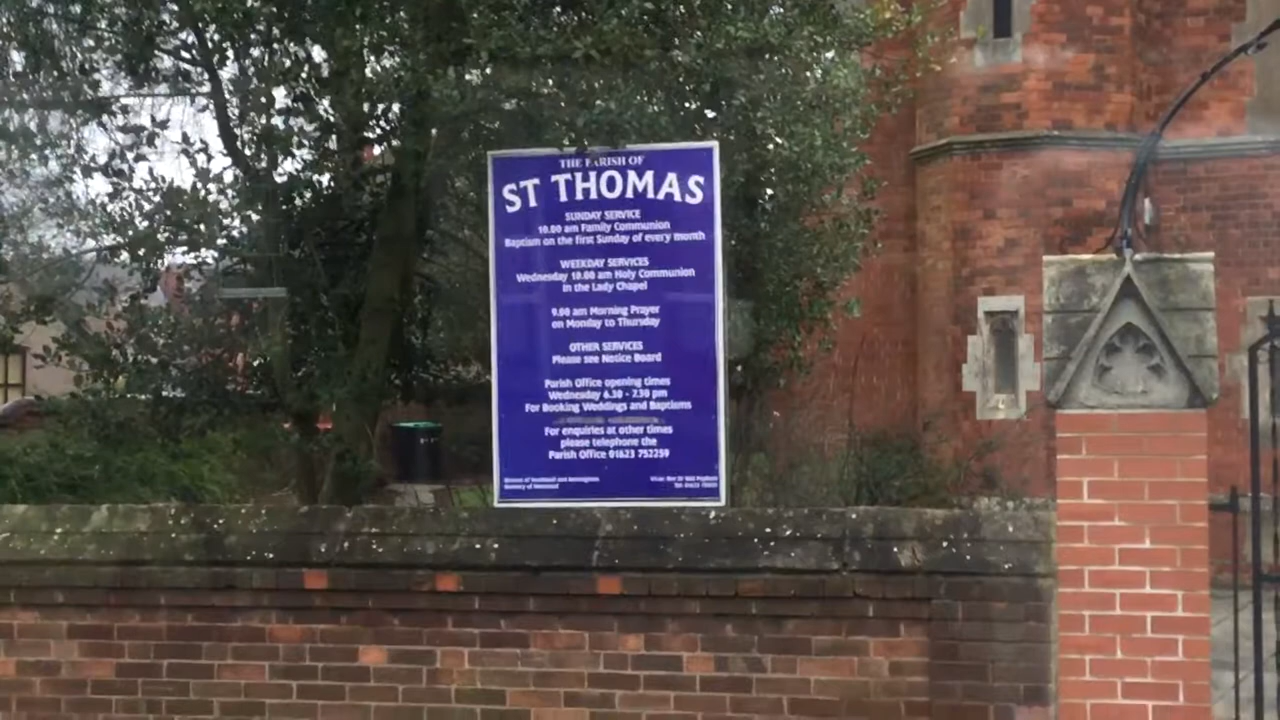 THE PARISH OF
ST THOMAS
SUNDAY SERVICE
10.00 am Family Communion
Baptism on the first Sunday of every month
WEEKDAY SERVICES
Wednesday 10.00 am Holy Communion
in the Lady Chapel
9.00 am Morning Prayer
on Monday to Thursday
OTHER SERVICES
Please see Notice Board
Parish Office opening times
Wednesday 6.30 - 7.30 pm
For Booking Weddings and Baptisms
For enquiries at other times
please telephone the
Parish Office 01623 752259